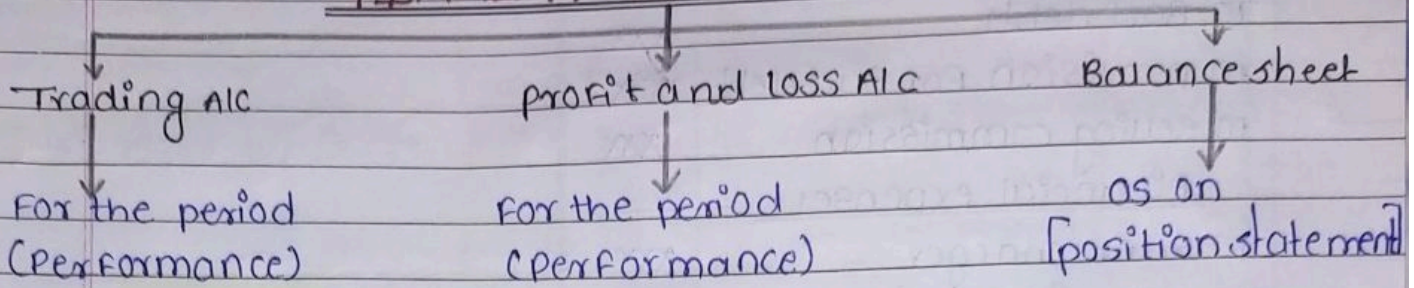 Trading A/C profit and loss A/C Balance sheet
For the period For the period as on
(performance) (performance) [position statement]